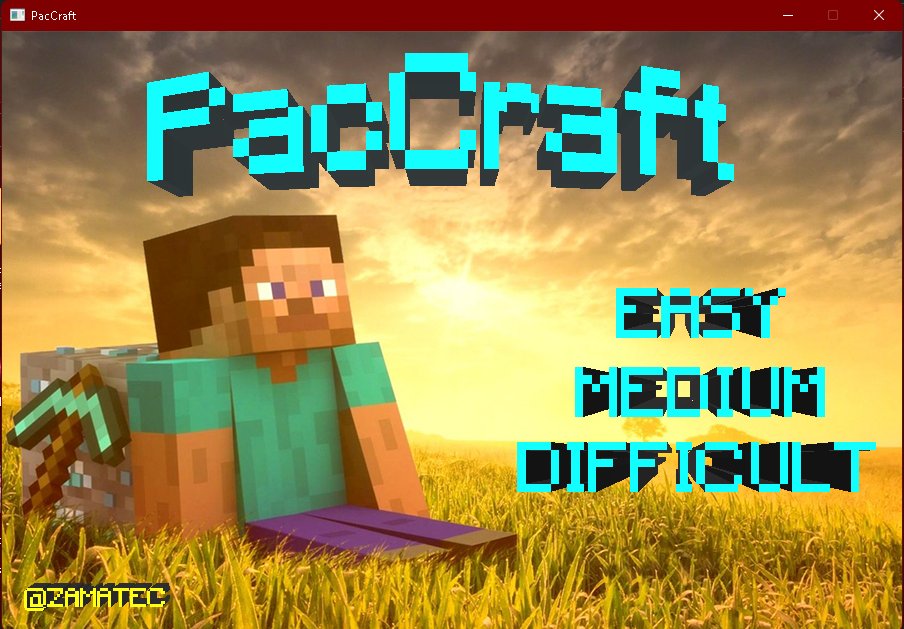 PacCraft
PacCraft
EASY
MEDIUM
DIFFICULT
@ZAMATEC